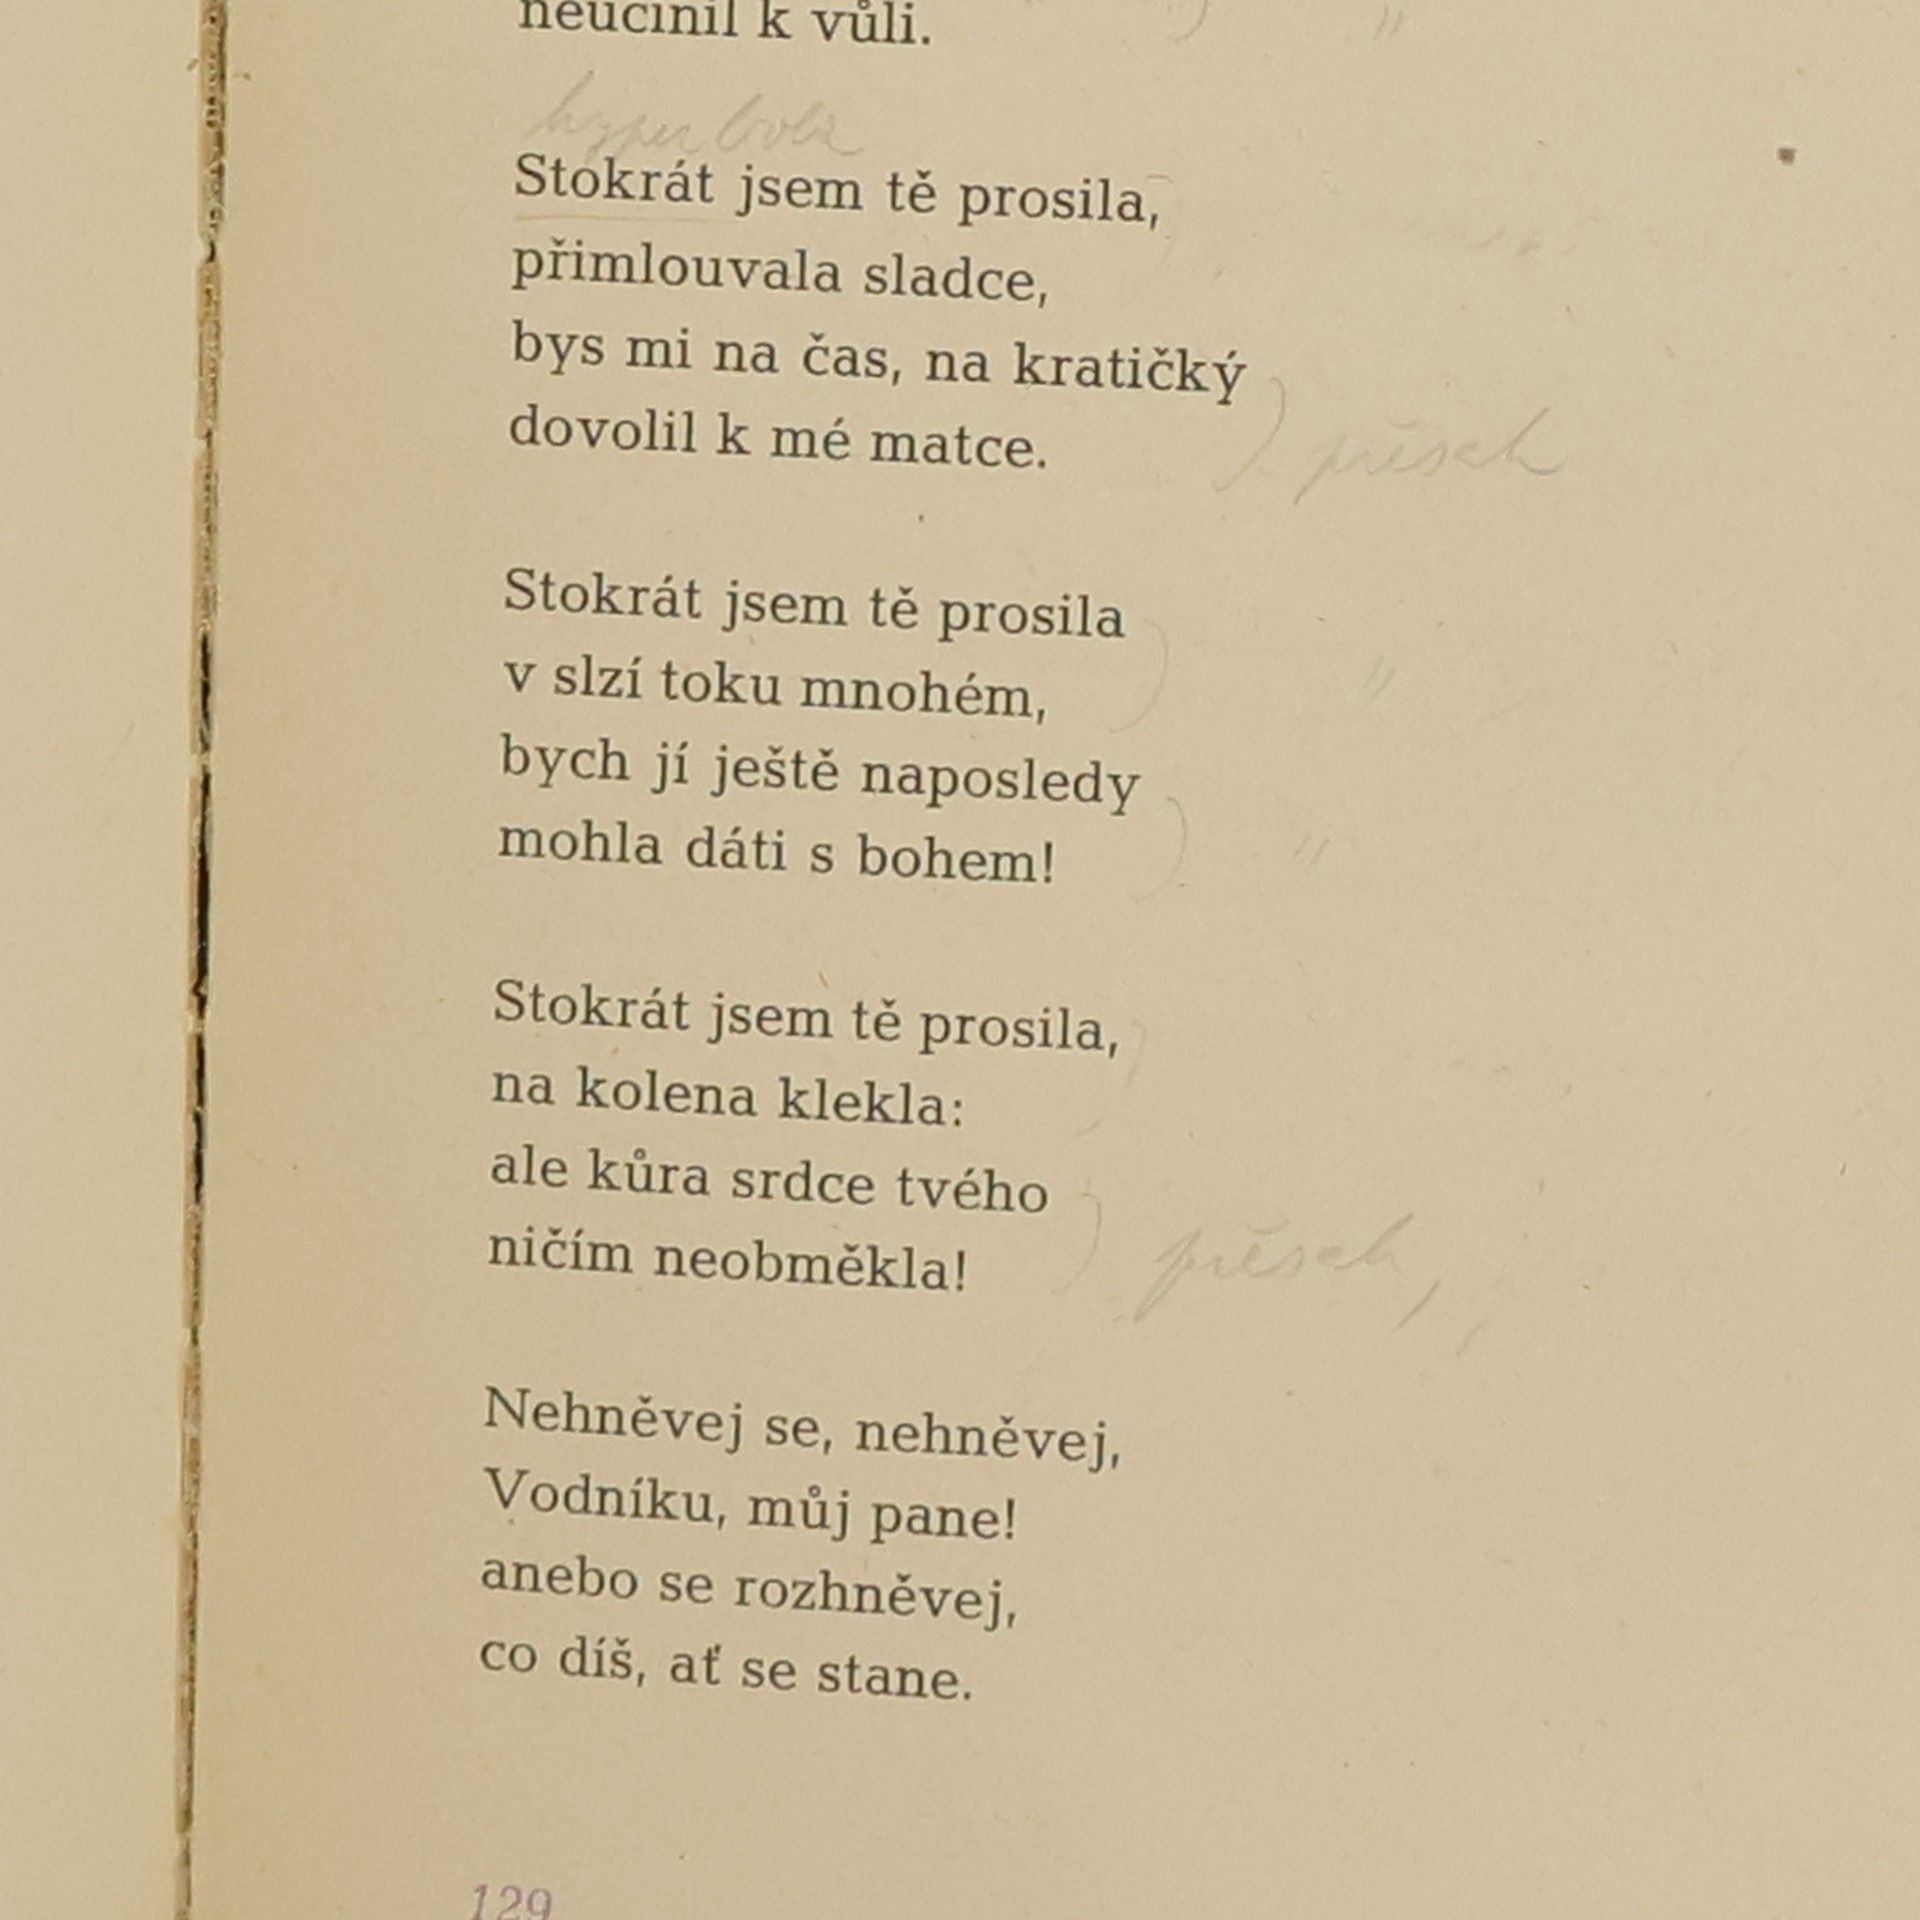 neučinil k vůli.
"
hyperbola
Stokrát jsem tě prosila,
přimlouvala sladce,
bys mi na čas, na kratičký
dovolil k mé matce.
přesah
Stokrát jsem tě prosila
v slzí toku mnohém,
"
bych jí ještě naposledy
mohla dáti s bohem!
"
Stokrát jsem tě prosila,
na kolena klekla:
ale kůra srdce tvého
ničím neobměkla!
přesah
Nehněvej se, nehněvej,
Vodníku, můj pane!
anebo se rozhněvej,
co díš, ať se stane.
129